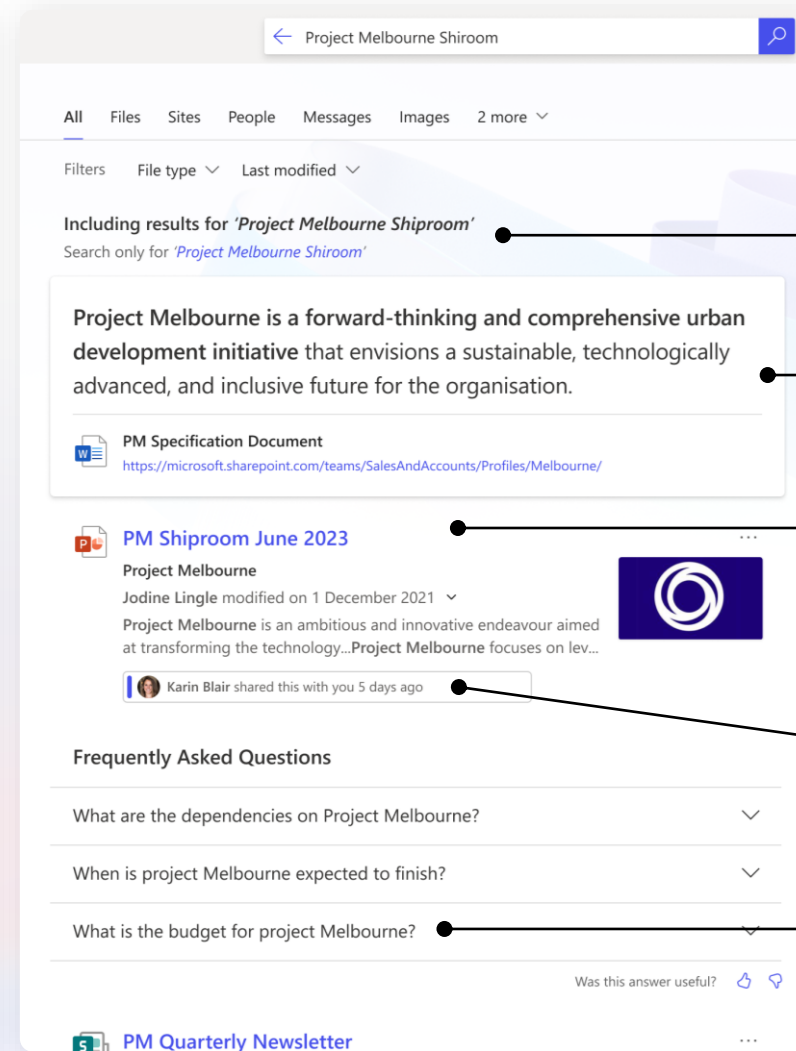 Project Melbourne Shiroom
All Files Sites People Messages Images 2 more
Filters File type Last modified
Including results for 'Project Melbourne Shiproom'
Search only for 'Project Melbourne Shiroom'
Project Melbourne is a forward-thinking and comprehensive urban
development initiative that envisions a sustainable, technologically
advanced, and inclusive future for the organisation.
PM Specification Document
https://microsoft.sharepoint.com/teams/SalesAndAccounts/Profiles/Melbourne/
PM Shiproom June 2023
Project Melbourne
Jodine Lingle modified on 1 December 2021
Project Melbourne is an ambitious and innovative endeavour aimed
at transforming the technology...Project Melbourne focuses on lev...
Karin Blair shared this with you 5 days ago
Frequently Asked Questions
What are the dependencies on Project Melbourne?
When is project Melbourne expected to finish?
What is the budget for project Melbourne?
Was this answer useful?
PM Quarterly Newsletter